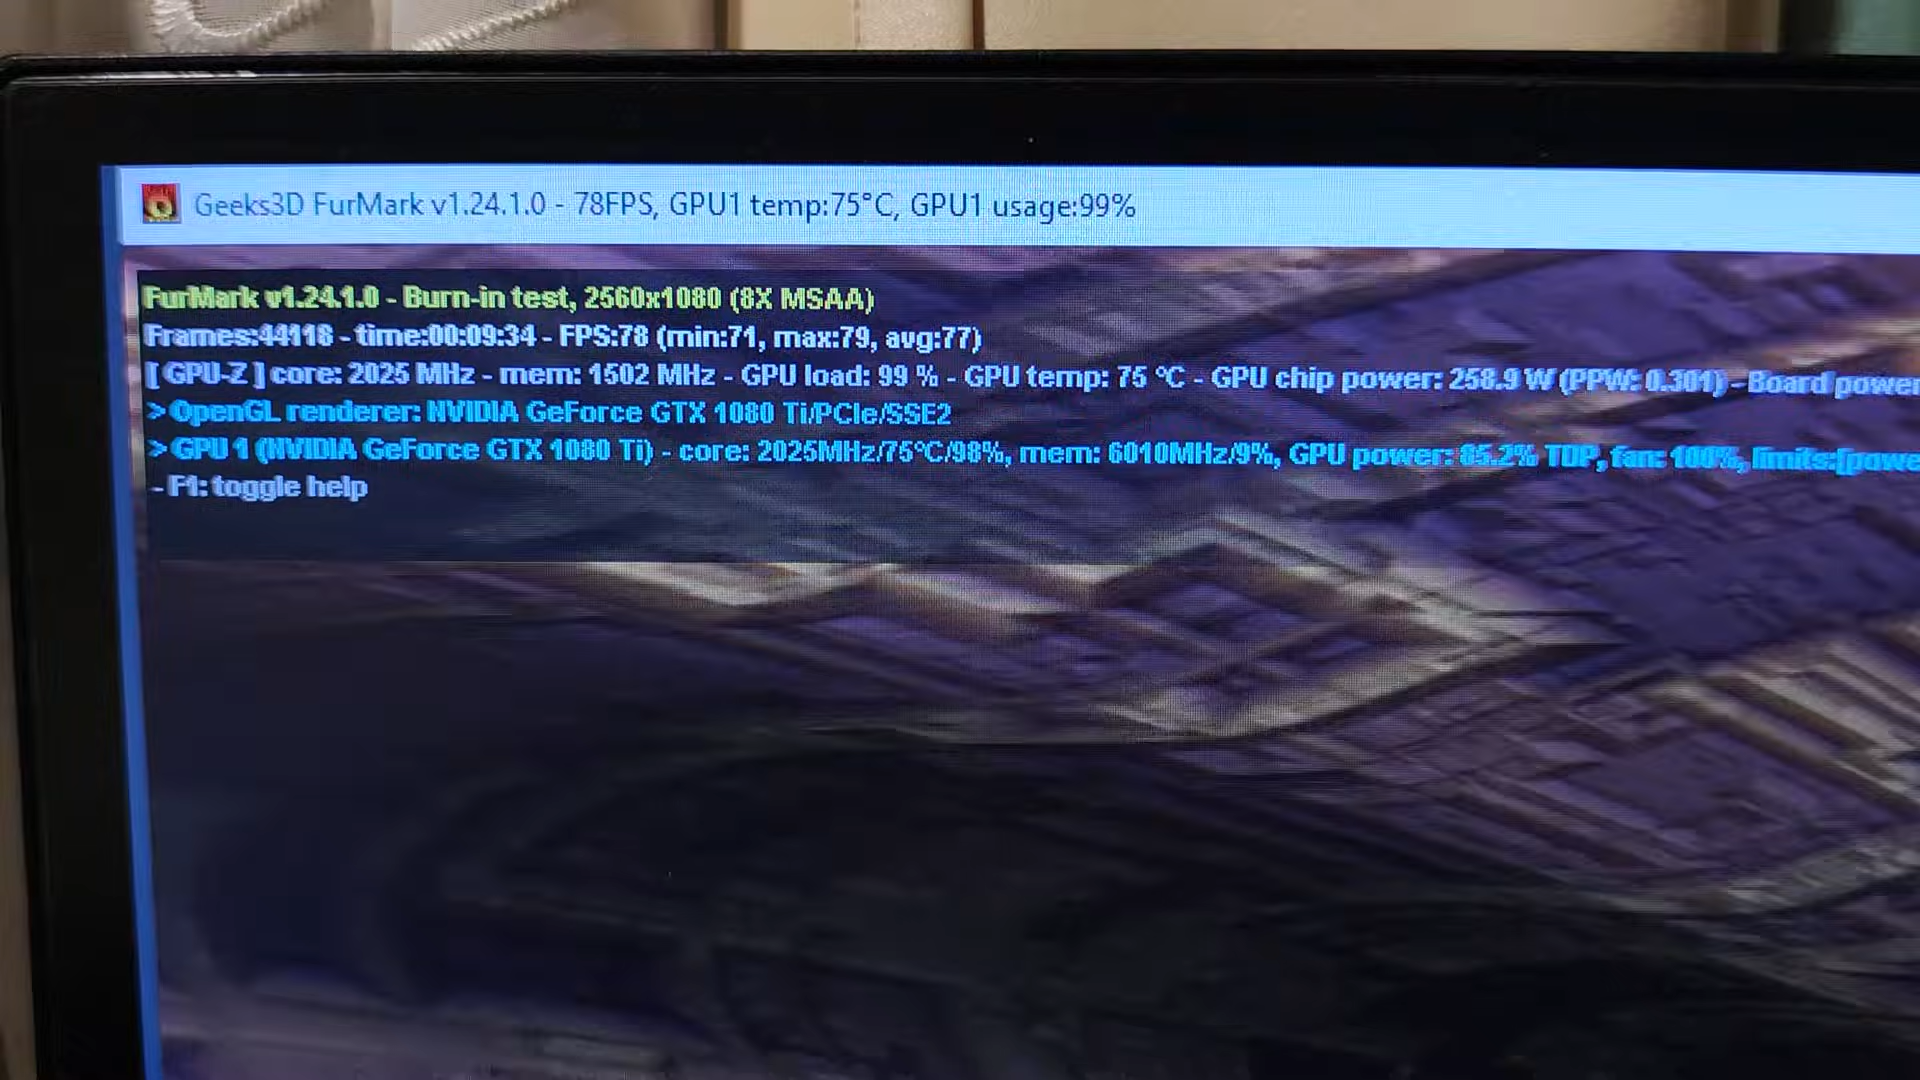 Geeks3D FurMark v1.24.1.0 - 78FPS, GPU1 temp:75°C, GPU1 usage:99%
FurMark v1.24.1.0 - Burn-in test, 2560x1080 (8X MSAA)
Frames:44118 - time:00:09:34 - FPS:78 (min:71, max:79, avg:77)
[ GPU-Z ] core: 2025 MHz - mem: 1502 MHz - GPU load: 99 % - GPU temp: 75 °C - GPU chip power: 258.9 W (PPW: 0.301) - Board power
> OpenGL renderer: NVIDIA GeForce GTX 1080 Ti/PCIe/SSE2
> GPU 1 (NVIDIA GeForce GTX 1080 Ti) - core: 2025MHz/75°C/98%, mem: 6010MHz/9%, GPU power: 85.2% TDP, fan: 100%, limits:[powe
- F1: toggle help